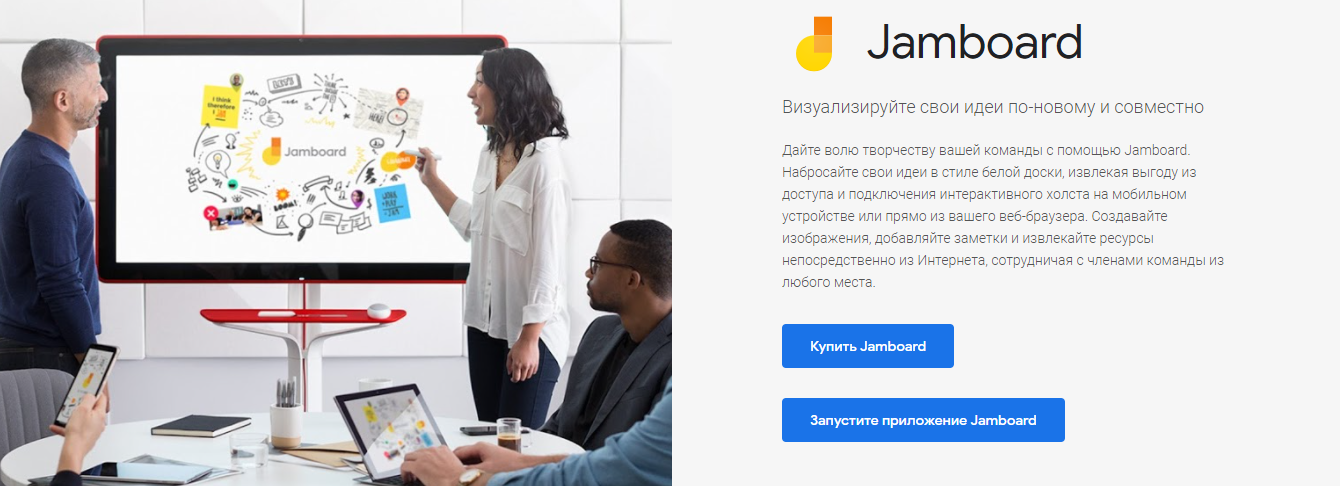 I think
therefore
I Jam
Jamboard
BOOM!
Jamboard
Визуализируйте свои идеи по-новому и совместно
Дайте волю творчеству вашей команды с помощью Jamboard.
Набросайте свои идеи в стиле белой доски, извлекая выгоду из
доступа и подключения интерактивного холста на мобильном
устройстве или прямо из вашего веб-браузера. Создавайте
изображения, добавляйте заметки и извлекайте ресурсы
непосредственно из Интернета, сотрудничая с членами команды из
любого места.
Купить Jamboard
Запустите приложение Jamboard